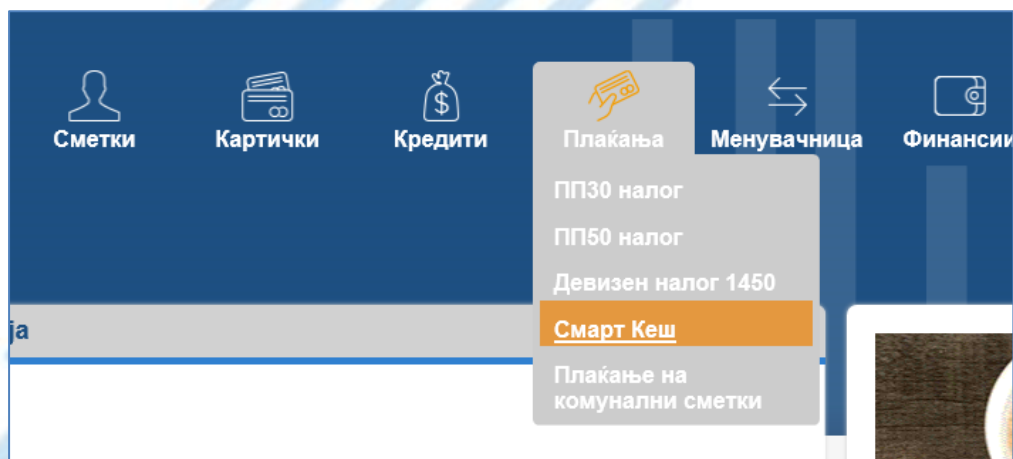 Сметки
Картички
Кредити
Плаќања
Менувачница
Финансии
ПП30 налог
ПП50 налог
Девизен налог 1450
Смарт Кеш
Плаќање на
комунални сметки
ја